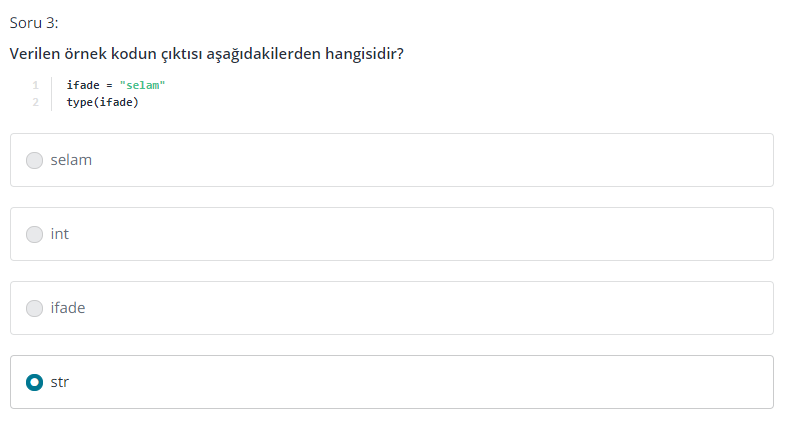 Soru 3:
Verilen örnek kodun çıktısı aşağıdakilerden hangisidir?
1 ifade = "selam"
2 type(ifade)
selam
int
ifade
str